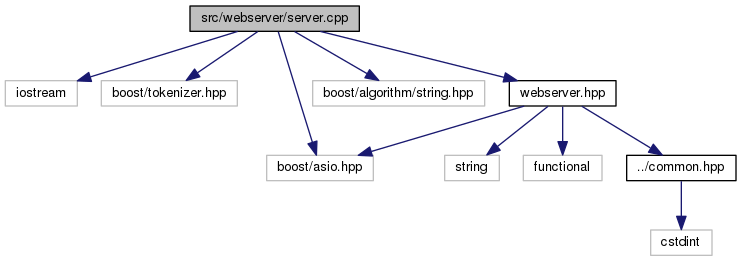 src/webserver/server.cpp
iostream
boost/tokenizer.hpp
boost/algorithm/string.hpp
webserver.hpp
boost/asio.hpp
string
functional
../common.hpp
cstdint